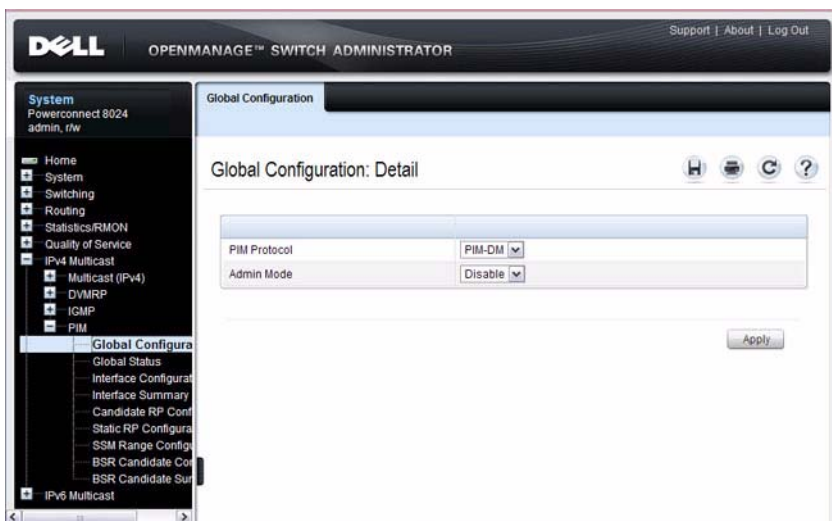 Support | About | Log Out
DELL
OPENMANAGE™ SWITCH ADMINISTRATOR
System
Powerconnect 8024
admin, r/w
Home
System
Switching
Routing
Statistics/RMON
Quality of Service
IPv4 Multicast
Multicast (IPv4)
DVMRP
IGMP
PIM
Global Configura
Global Status
Interface Configurat
Interface Summary
Candidate RP Conf
Static RP Configura
SSM Range Configu
BSR Candidate Con
BSR Candidate Sum
IPv6 Multicast
Global Configuration
Global Configuration: Detail
?
PIM Protocol PIM-DM
Admin Mode Disable
Apply